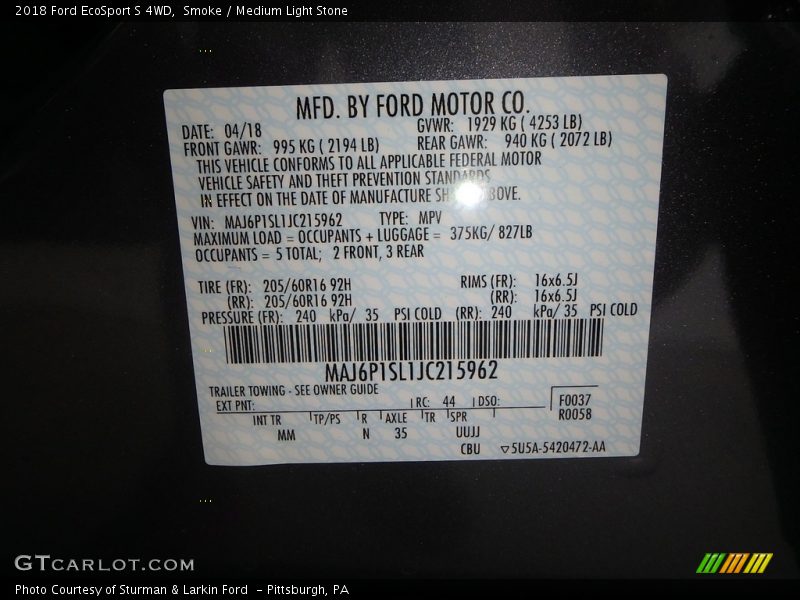 2018 Ford EcoSport S 4WD,  Smoke / Medium Light Stone
MFD. BY FORD MOTOR CO.
DATE: 04/18 GVWR: 1929 KG ( 4253 LB)
FRONT GAWR: 995 KG ( 2194 LB) REAR GAWR: 940 KG ( 2072 LB)
THIS VEHICLE CONFORMS TO ALL APPLICABLE FEDERAL MOTOR
VEHICLE SAFETY AND THEFT PREVENTION STANDARDS
IN EFFECT ON THE DATE OF MANUFACTURE SH ABOVE.
VIN: MAJ6P1SL1JC215962 TYPE: MPV
MAXIMUM LOAD = OCCUPANTS + LUGGAGE = 375KG/ 827LB
OCCUPANTS = 5 TOTAL; 2 FRONT, 3 REAR
TIRE (FR): 205/60R16 92H RIMS (FR): 16x6.5J
(RR): 205/60R16 92H (RR): 16x6.5J
PRESSURE (FR): 240 kPa/ 35 PSI COLD (RR): 240 kPa/ 35 PSI COLD
MAJ6P1SL1JC215962
TRAILER TOWING - SEE OWNER GUIDE
EXT PNT: RC: 44 DSO: F0037
R0058
INT TR TP/PS R AXLE TR SPR
MM N 35 UUJJ
CBU ▽5U5A-5420472-AA
GTCARLOT.COM
Photo Courtesy of Sturman & Larkin Ford  - Pittsburgh, PA